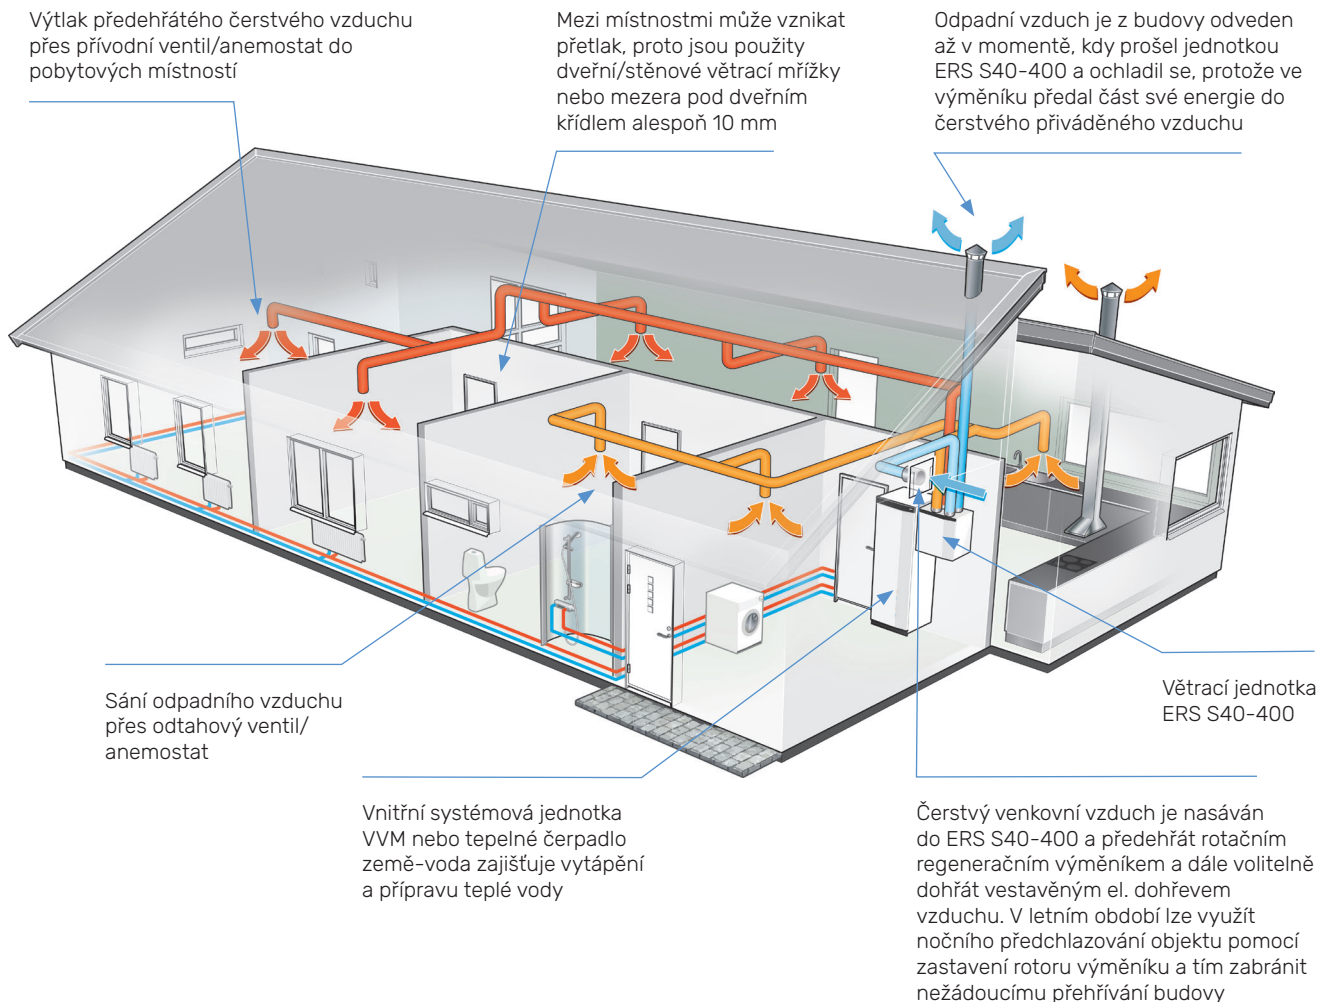 Výtlak předehřátého čerstvého vzduchu
přes přívodní ventil/anemostat do
pobytových místností
Mezi místnostmi může vznikat
přetlak, proto jsou použity
dveřní/stěnové větrací mřížky
nebo mezera pod dveřním
křídlem alespoň 10 mm
Odpadní vzduch je z budovy odveden
až v momentě, kdy prošel jednotkou
ERS S40-400 a ochladil se, protože ve
výměníku předal část své energie do
čerstvého přiváděného vzduchu
Sání odpadního vzduchu
přes odtahový ventil/
anemostat
Větrací jednotka
ERS S40-400
Vnitřní systémová jednotka
VVM nebo tepelné čerpadlo
země-voda zajišťuje vytápění
a přípravu teplé vody
Čerstvý venkovní vzduch je nasáván
do ERS S40-400 a předehřát rotačním
regeneračním výměníkem a dále volitelně
dohřát vestavěným el. dohřevem
vzduchu. V letním období lze využít
nočního předchlazování objektu pomocí
zastavení rotoru výměníku a tím zabránit
nežádoucímu přehřívání budovy